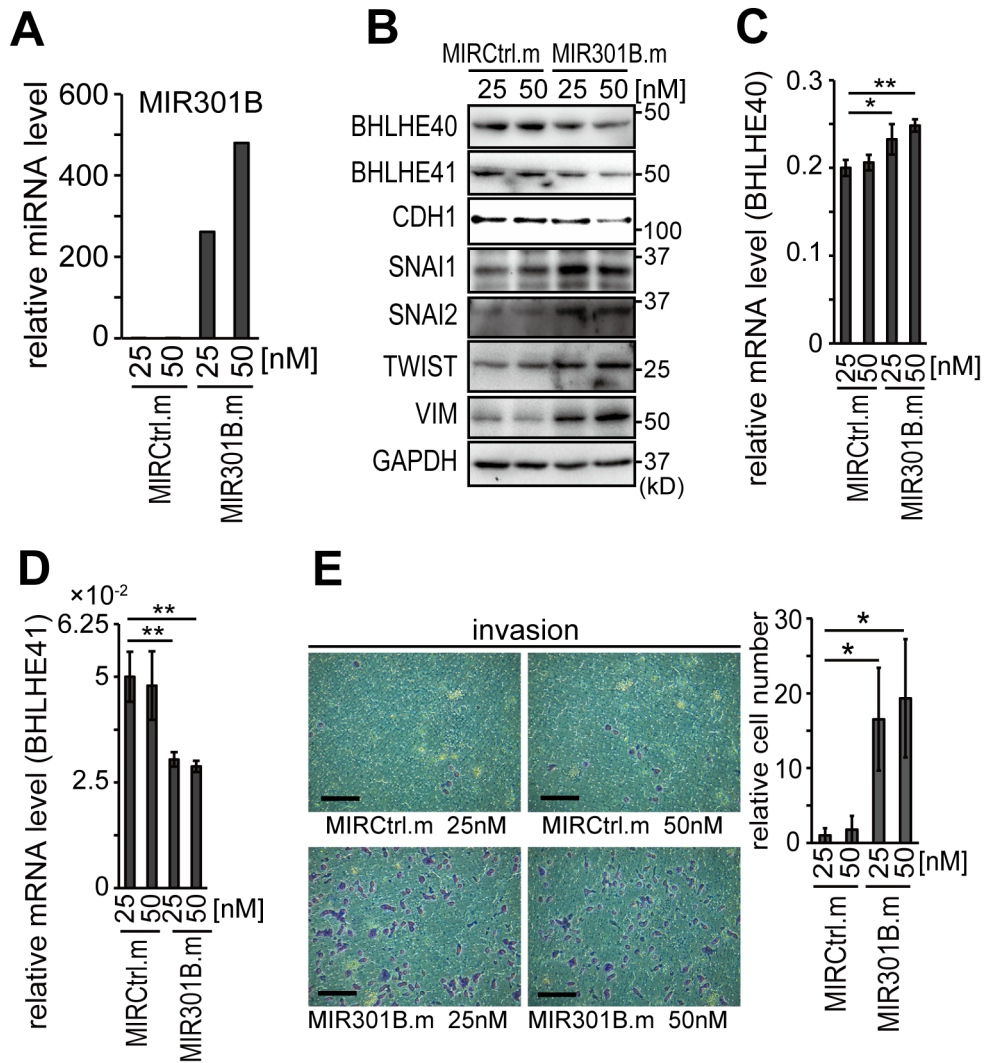 A
relative miRNA level
600
400
200
0
MIR301B
25
50
25
50
[nM]
MIRCtrl.m
MIR301B.m
B
MIRCtrl.m MIR301B.m
25 50 25 50 [nM]
BHLHE40
50
BHLHE41
50
CDH1
100
SNAI1
37
SNAI2
37
TWIST
25
VIM
50
GAPDH
37
(kD)
C
relative mRNA level (BHLHE40)
0.3
0.2
0.1
0
**
*
25
50
25
50
[nM]
MIRCtrl.m
MIR301B.m
D
×10-2
relative mRNA level (BHLHE41)
6.25
5
2.5
0
**
**
25
50
25
50
[nM]
MIRCtrl.m
MIR301B.m
E
invasion
MIRCtrl.m 25nM
MIRCtrl.m 50nM
MIR301B.m 25nM
MIR301B.m 50nM
relative cell number
30
20
10
0
*
*
25
50
25
50
[nM]
MIRCtrl.m
MIR301B.m